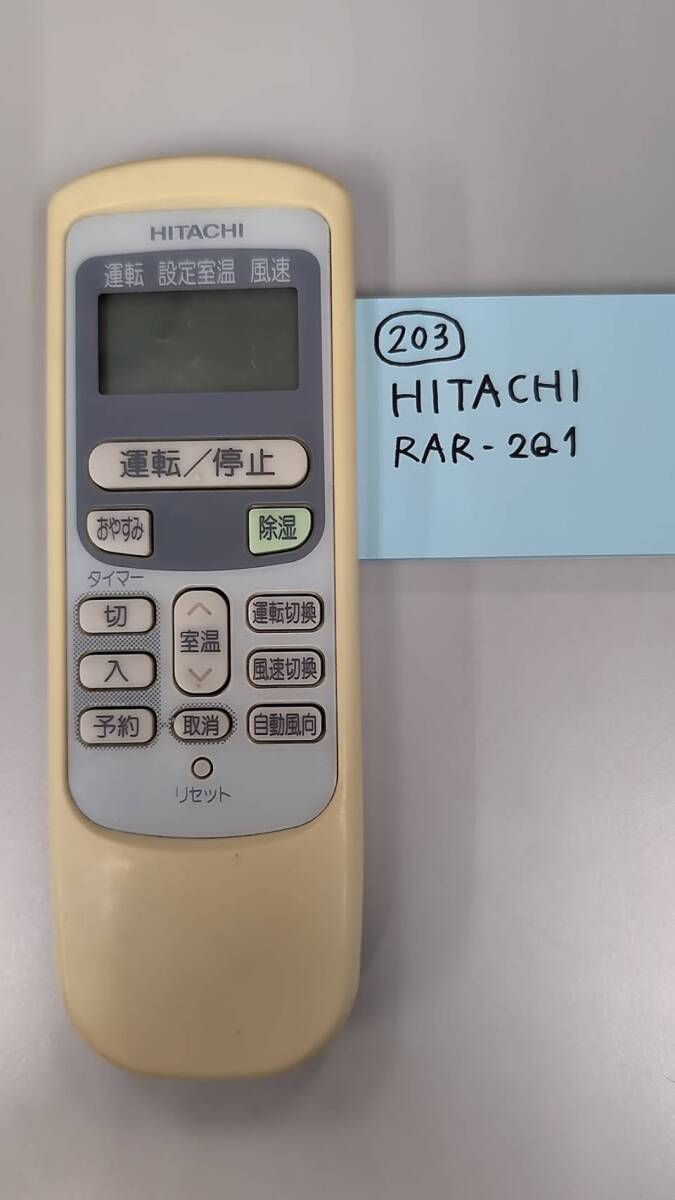 HITACHI
運転 設定室温 風速
運転／停止
おやすみ 除湿
タイマー
切 室温 運転切換
入 風速切換
予約 取消 自動風向
リセット
203
HITACHI
RAR-2Q1